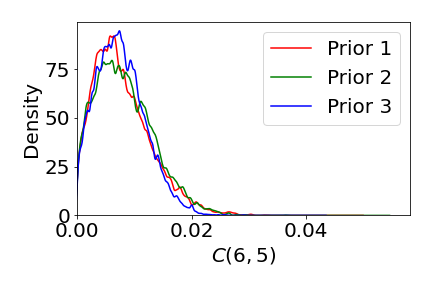 Prior 1
Prior 2
Prior 3
Density
75
50
25
0
0.00 0.02 0.04
C(6, 5)